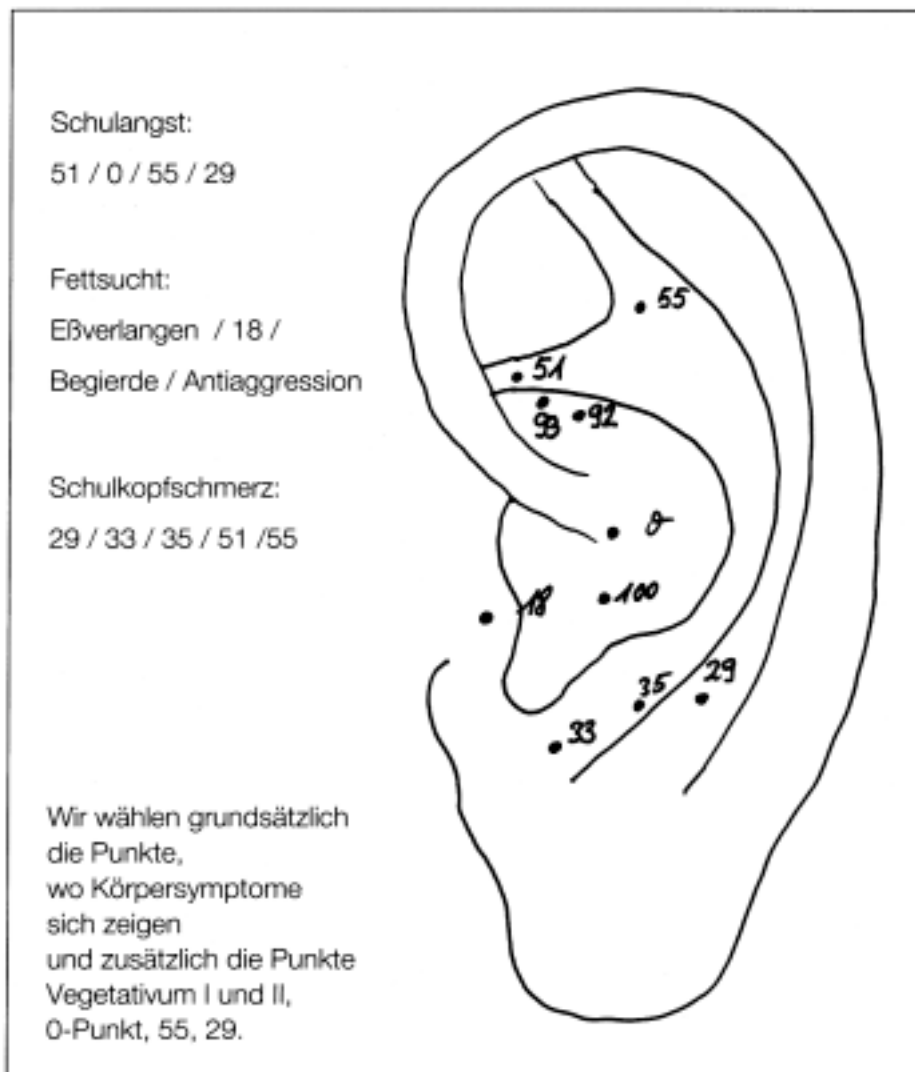 Schulangst:
51 / 0 / 55 / 29
Fettsucht:
Eßverlangen / 18 /
Begierde / Antiaggression
Schulkopfschmerz:
29 / 33 / 35 / 51 /55
Wir wählen grundsätzlich
die Punkte,
wo Körpersymptome
sich zeigen
und zusätzlich die Punkte
Vegetativum I und II,
0-Punkt, 55, 29.
55
51
93
92
0
18
100
35
29
33